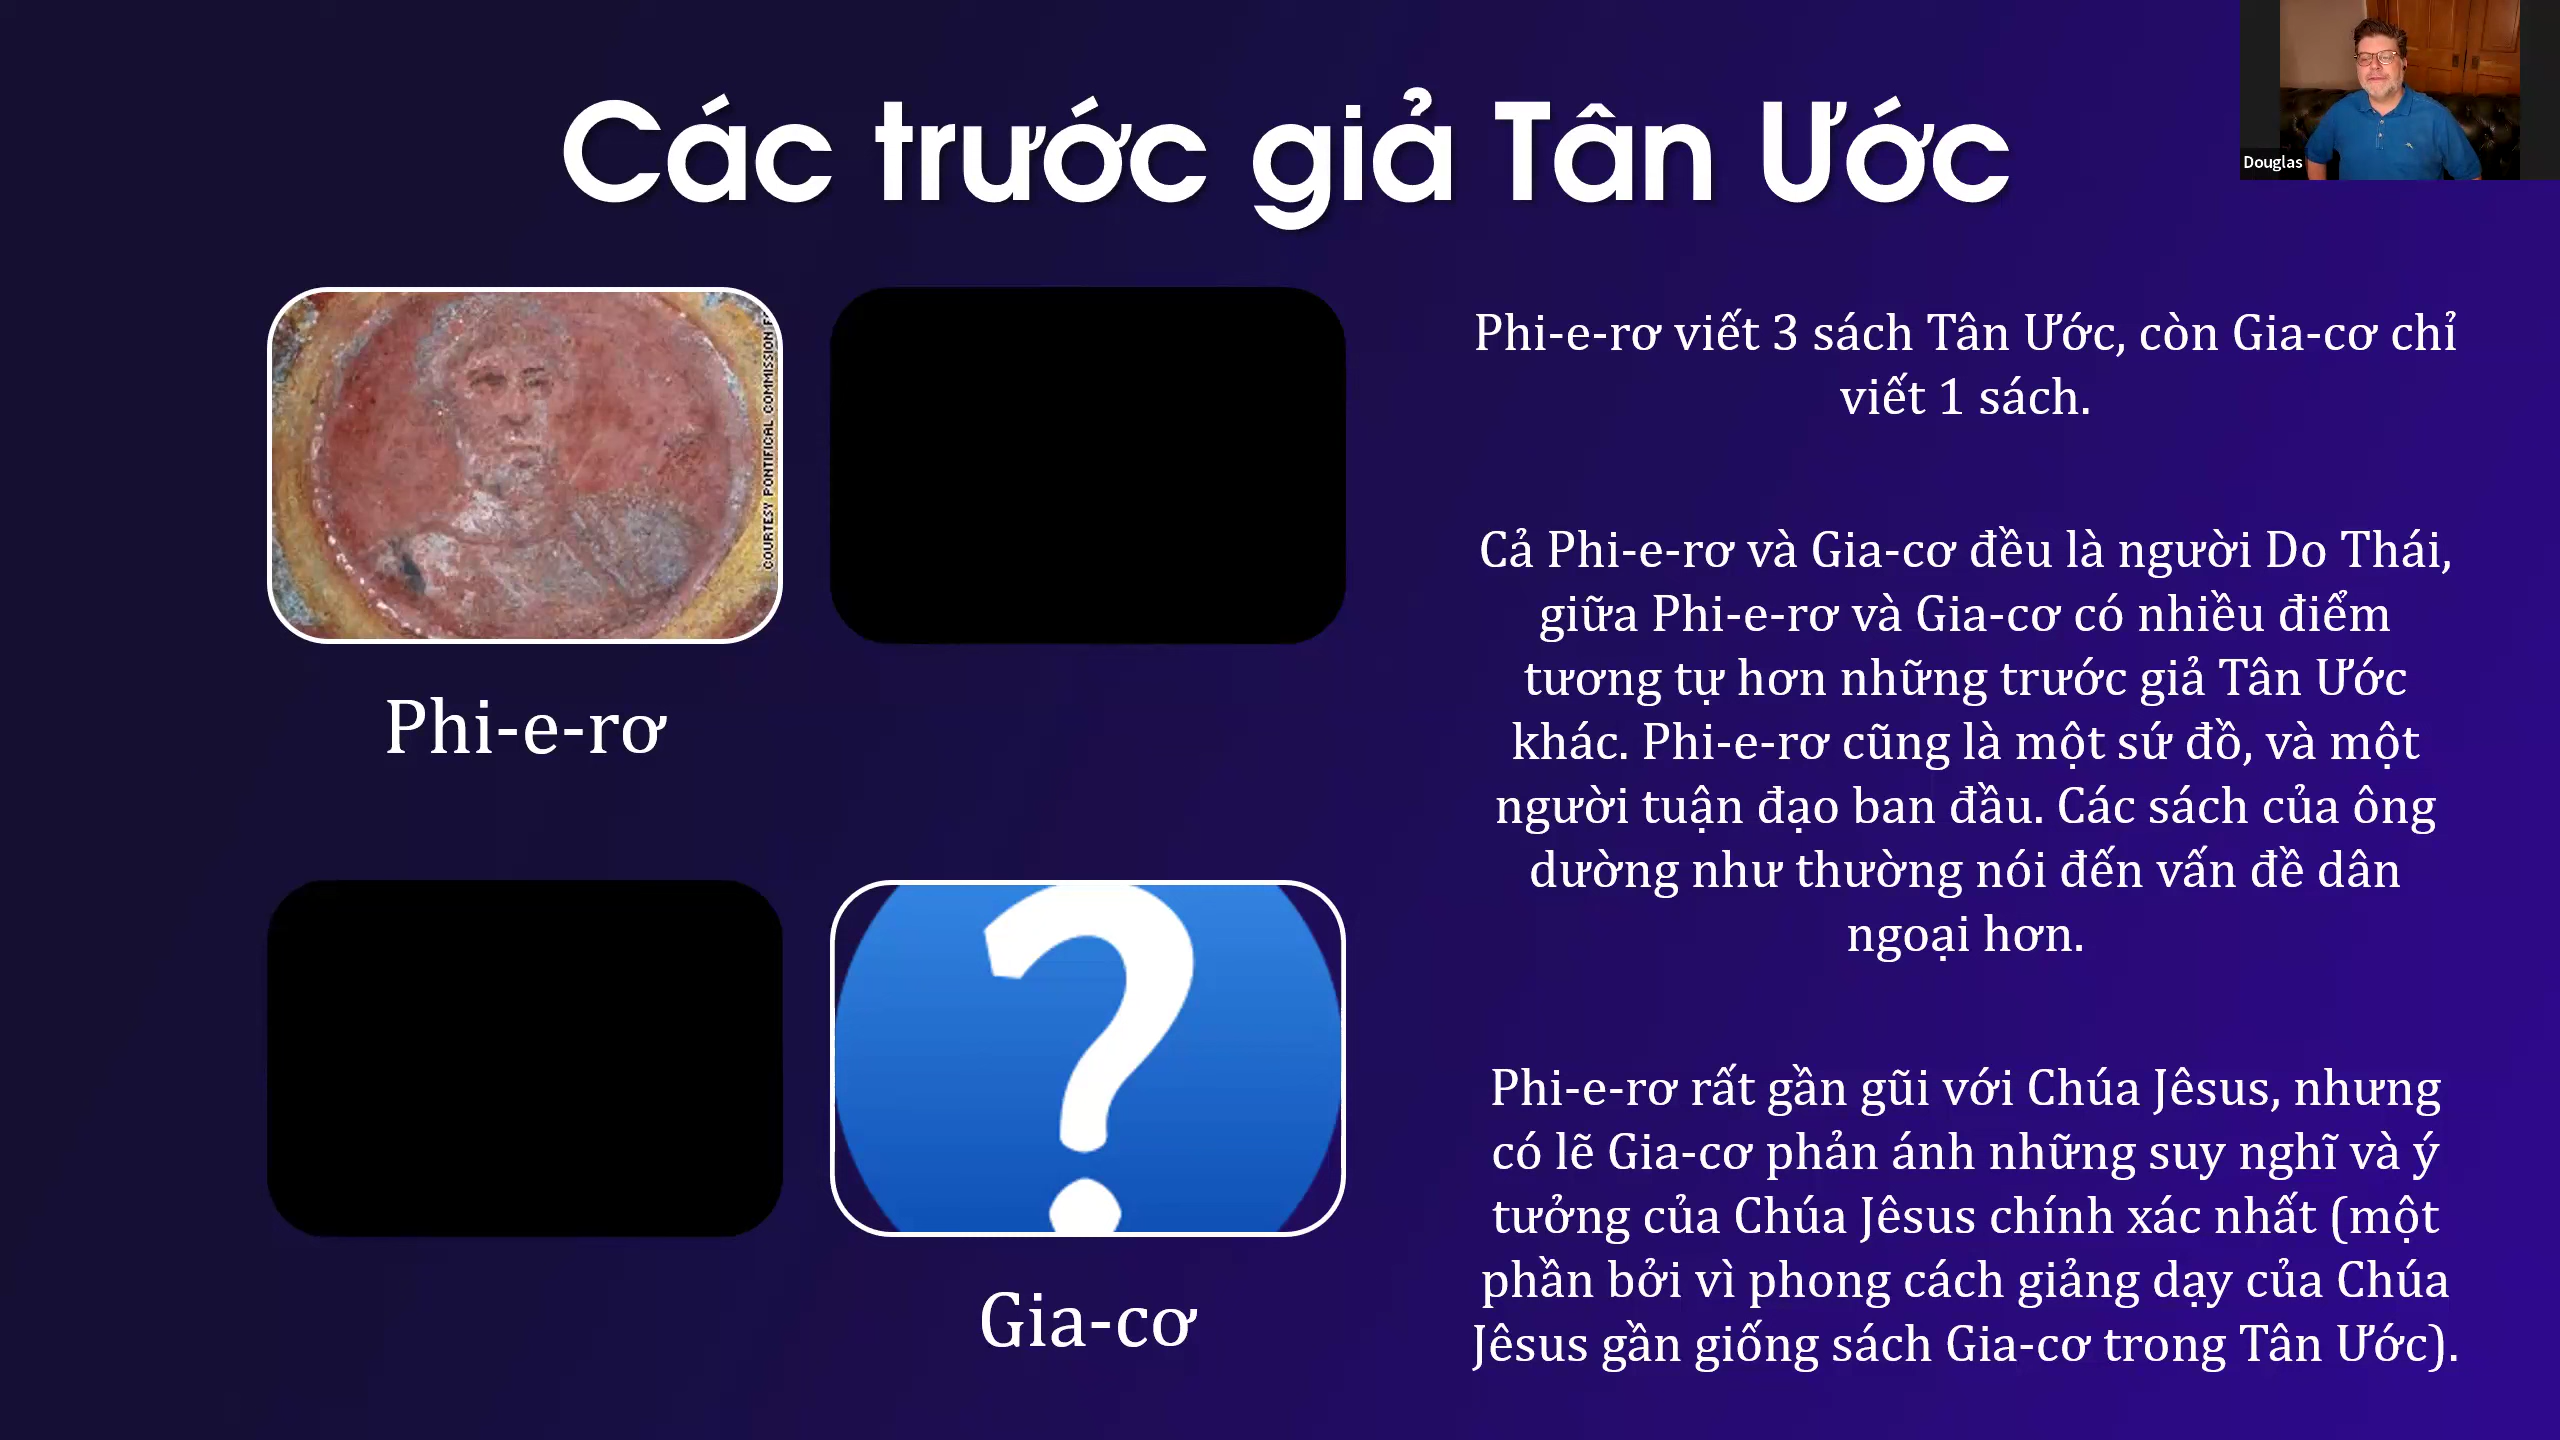 Các trước giả Tân Ước
Douglas
COURTESY PONTIFICAL COMMISSION F
Phi-e-rơ
Gia-cơ
Phi-e-rơ viết 3 sách Tân Ước, còn Gia-cơ chỉ
viết 1 sách.
Cả Phi-e-rơ và Gia-cơ đều là người Do Thái,
giữa Phi-e-rơ và Gia-cơ có nhiều điểm
tương tự hơn những trước giả Tân Ước
khác. Phi-e-rơ cũng là một sứ đồ, và một
người tuận đạo ban đầu. Các sách của ông
dường như thường nói đến vấn đề dân
ngoại hơn.
Phi-e-rơ rất gần gũi với Chúa Jêsus, nhưng
có lẽ Gia-cơ phản ánh những suy nghĩ và ý
tưởng của Chúa Jêsus chính xác nhất (một
phần bởi vì phong cách giảng dạy của Chúa
Jêsus gần giống sách Gia-cơ trong Tân Ước).